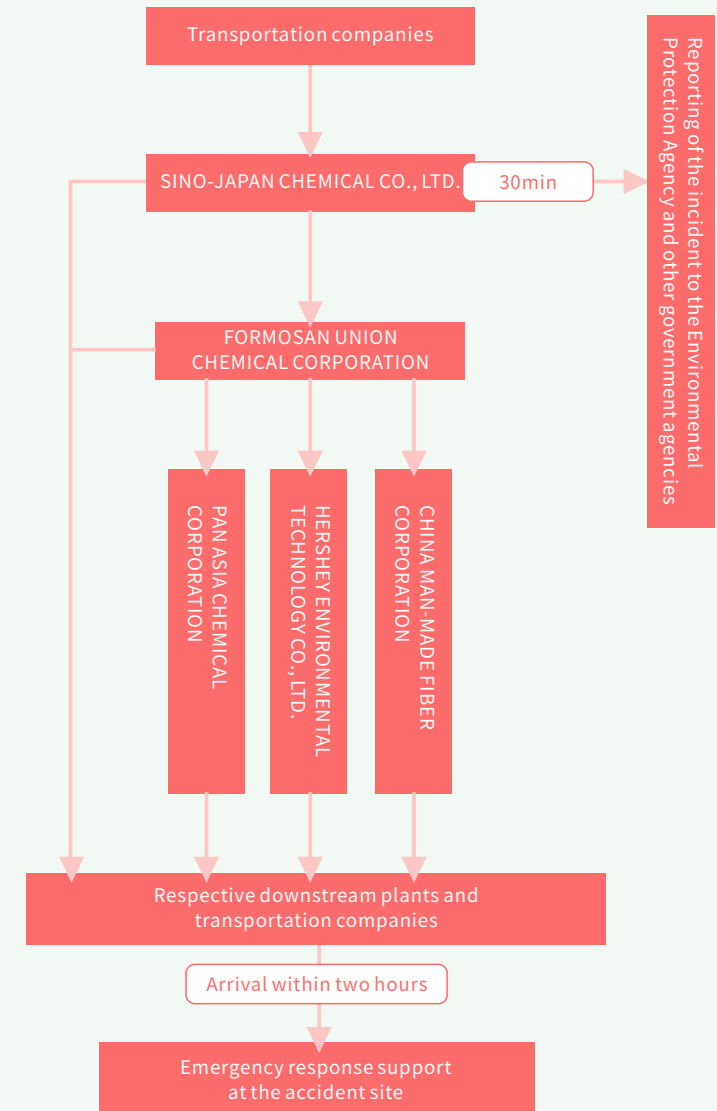 Transportation companies
SINO-JAPAN CHEMICAL CO., LTD.
30min
Reporting of the incident to the Environmental
Protection Agency and other government agencies
FORMOSAN UNION
CHEMICAL CORPORATION
PAN ASIA CHEMICAL
CORPORATION
HERSHEY ENVIRONMENTAL
TECHNOLOGY CO., LTD.
CHINA MAN-MADE FIBER
CORPORATION
Respective downstream plants and
transportation companies
Arrival within two hours
Emergency response support
at the accident site